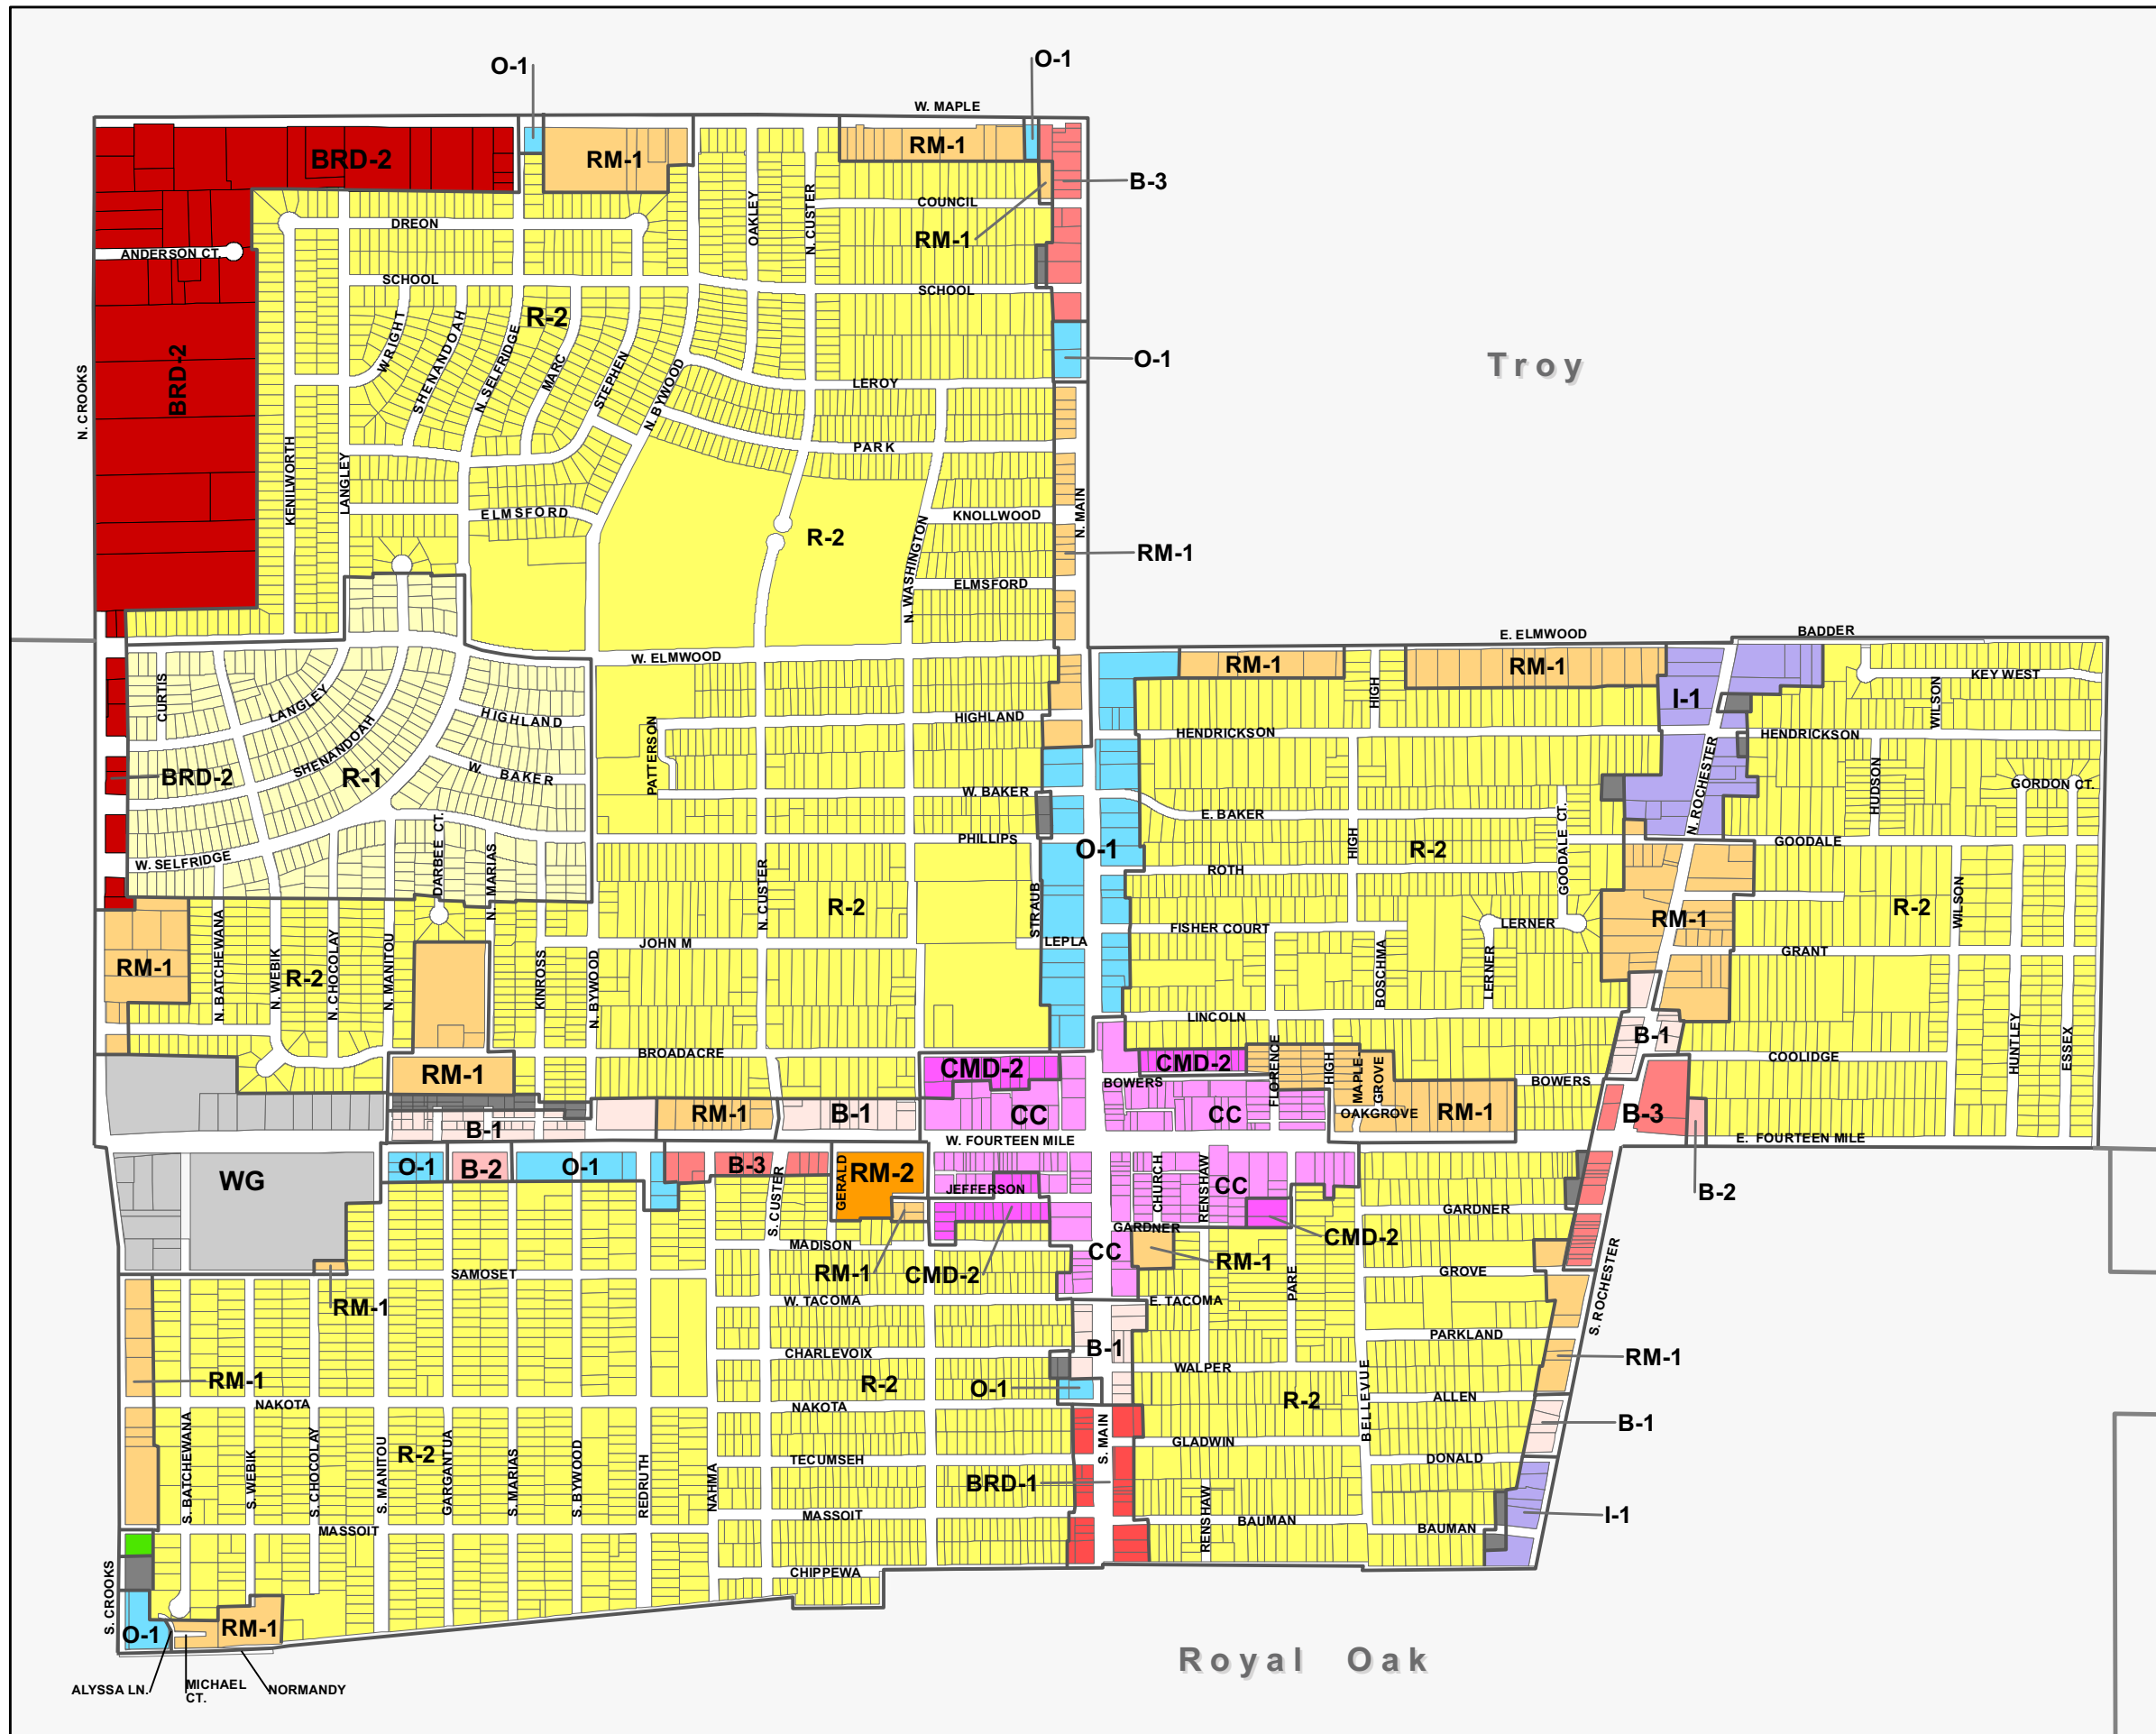 O-1
O-1
W. MAPLE
BRD-2
RM-1
RM-1
B-3
COUNCIL
OAKLEY
N. CUSTER
DREON
RM-1
ANDERSON CT.
SCHOOL
SCHOOL
R-2
WRIGHT
SHENANDOAH
N. SELFRIDGE
MARC
STEPHEN
N. BYWOOD
O-1
Troy
BRD-2
N. CROOKS
LEROY
PARK
KENILWORTH
LANGLEY
ELMSFORD
R-2
KNOLLWOOD
N. MAIN
N. WASHINGTON
RM-1
ELMSFORD
E. ELMWOOD
BADDER
W. ELMWOOD
RM-1
RM-1
KEY WEST
CURTIS
LANGLEY
HIGHLAND
HIGHLAND
HIGH
I-1
WILSON
HENDRICKSON
HENDRICKSON
SHENANDOAH
PATTERSON
BRD-2
R-1
W. BAKER
W. BAKER
N. ROCHESTER
HUDSON
GORDON CT.
E. BAKER
GOODALE CT.
PHILLIPS
O-1
HIGH
R-2
GOODALE
W. SELFRIDGE
DARBEE CT.
N. MARIAS
ROTH
N. CUSTER
R-2
STRAUB
WILSON
R-2
RM-1
LERNER
FISHER COURT
JOHN M
LEPLA
GRANT
RM-1
N. BATCHEWANA
N. WEBIK
R-2
N. CHOCOLAY
N. MANITOU
KINROSS
N. BYWOOD
BOSCHMA
LERNER
LINCOLN
B-1
HUNTLEY
ESSEX
BROADACRE
COOLIDGE
CMD-2
CMD-2
FLORENCE
HIGH
MAPLE-
GROVE
RM-1
BOWERS
BOWERS
RM-1
B-1
CC
CC
OAKGROVE
RM-1
B-3
B-1
W. FOURTEEN MILE
E. FOURTEEN MILE
WG
O-1
B-2
O-1
B-3
RM-2
GERALD
S. CUSTER
JEFFERSON
CHURCH
RENSHAW
CC
B-2
GARDNER
GARDNER
MADISON
CMD-2
CC
RM-1
RM-1
CMD-2
SAMOSET
GROVE
S. ROCHESTER
RM-1
W. TACOMA
E. TACOMA
PARE
PARKLAND
CHARLEVOIX
B-1
WALPER
RM-1
RM-1
R-2
O-1
R-2
BELLEVUE
ALLEN
NAKOTA
NAKOTA
B-1
S. BATCHEWANA
S. WEBIK
S. CHOCOLAY
S. MANITOU
R-2
GARGANTUA
S. MARIAS
S. BYWOOD
REDRUTH
NAHMA
S. MAIN
GLADWIN
TECUMSEH
DONALD
BRD-1
RENSHAW
MASSOIT
MASSOIT
BAUMAN
BAUMAN
I-1
CHIPPEWA
S. CROOKS
O-1
RM-1
Royal Oak
ALYSSA LN.
MICHAEL
CT.
NORMANDY